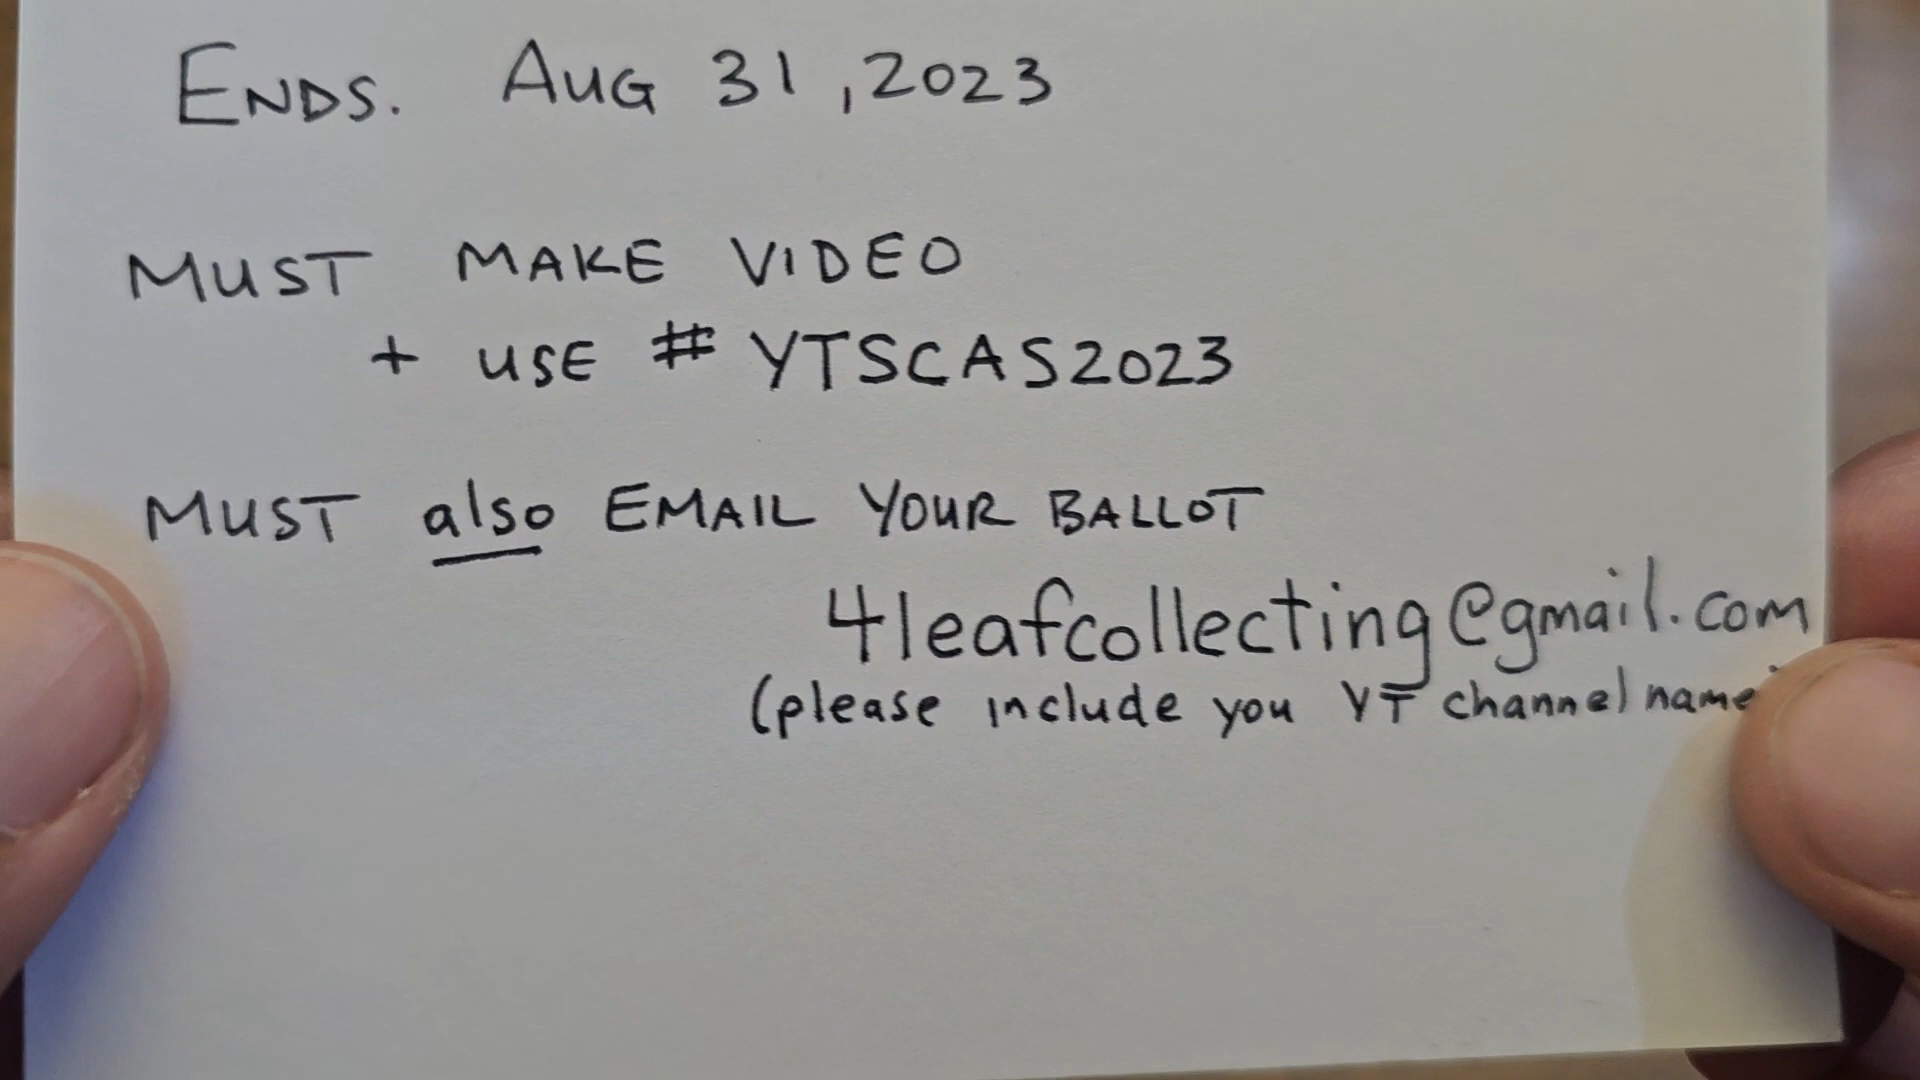 ENDS. AUG 31, 2023
MUST MAKE VIDEO
+ USE # YTSCAS2023
MUST also EMAIL YOUR BALLOT
4leafcollecting@gmail.com
(please include you YT channel name)